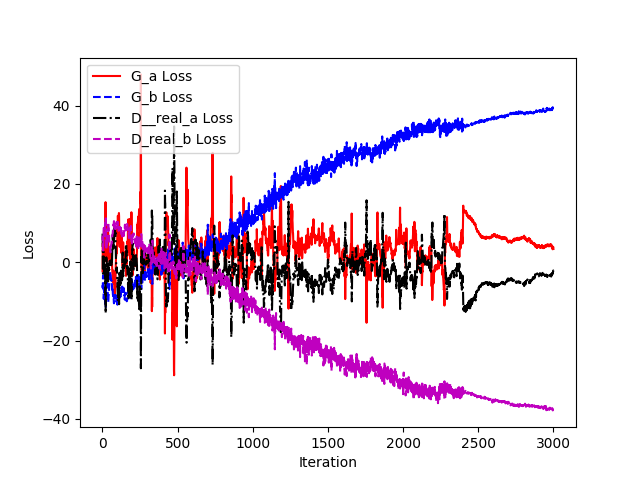 G_a Loss
G_b Loss
D__real_a Loss
D_real_b Loss
40
20
0
−20
−40
Loss
0
500
1000
1500
2000
2500
3000
Iteration